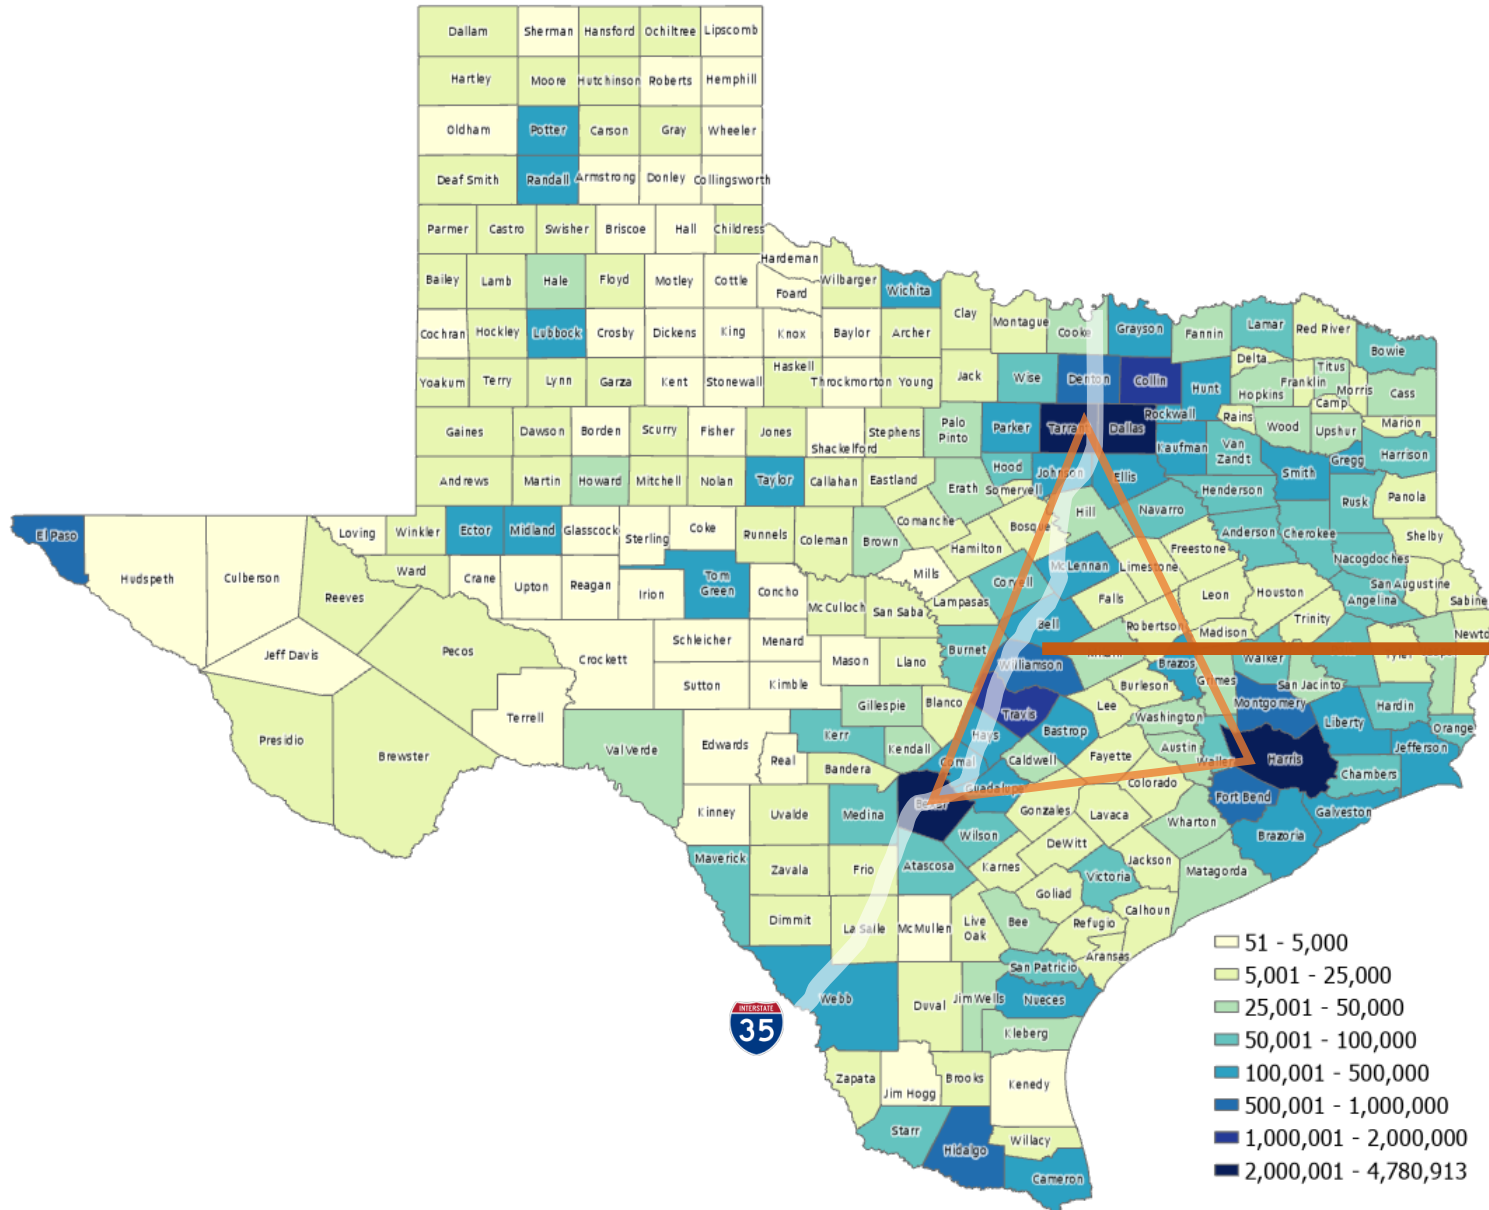 Dallam Sherman Hansford Ochiltree Lipscomb
Hartley Moore Hutchinson Roberts Hemphill
Oldham Potter Carson Gray Wheeler
Deaf Smith Randall Armstrong Donley Collingsworth
Parmer Castro Swisher Briscoe Hall Childress
Hardeman
Bailey Lamb Hale Floyd Motley Cottle Foard Wilbarger Wichita
Clay Montague Cooke Grayson Fannin Lamar Red River Bowie
Cochran Hockley Lubbock Crosby Dickens King Knox Baylor Archer
Delta Titus
Yoakum Terry Lynn Garza Kent Stonewall Haskell Throckmorton Young Jack Wise Denton Collin Hunt Hopkins Franklin Morris Cass
Camp
Gaines Dawson Borden Scurry Fisher Jones Shackelford Stephens Palo
Pinto Parker Dallas Rockwall Rains Wood Upshur Marion
Kaufman Van
Zandt Gregg Harrison
Andrews Martin Howard Mitchell Nolan Taylor Callahan Eastland Erath Hood Somervell Johnson Ellis Henderson Smith Rusk Panola
El Paso Hudspeth Culberson Loving Winkler Ector Midland Glasscock Sterling Coke Runnels Coleman Brown Comanche Bosque Hill Navarro Anderson Cherokee Shelby
Hamilton Freestone Nacogdoches
Reeves Ward Crane Upton Reagan Irion Tom
Green Concho Mills Coryell McLennan Limestone San Augustine
McCulloch San Saba Lampasas Falls Leon Houston Angelina Sabine
Jeff Davis Pecos Crockett Schleicher Menard Bell Robertson Madison Trinity
Mason Llano Burnet Williamson Brazos Walker
Sutton Kimble Burleson Grimes San Jacinto
Presidio Brewster Terrell Gillespie Blanco Travis Lee Washington Montgomery Liberty Hardin Orange
Val Verde Edwards Kerr Kendall Hays Bastrop Austin Jefferson
Real Bandera Comal Caldwell Fayette Waller Harris Chambers
Kinney Uvalde Medina Guadalupe Gonzales Colorado Fort Bend Galveston
Lavaca Wharton Brazoria
Wilson
Maverick Zavala Frio Atascosa Karnes DeWitt Jackson Matagorda
Victoria
Goliad
Dimmit La Salle McMullen Live
Oak Bee Refugio Calhoun
Aransas
San Patricio
Webb Duval Jim Wells Nueces
Kleberg
Zapata Jim Hogg Brooks Kenedy
Starr Hidalgo Willacy
Cameron
INTERSTATE
35
51 - 5,000
5,001 - 25,000
25,001 - 50,000
50,001 - 100,000
100,001 - 500,000
500,001 - 1,000,000
1,000,001 - 2,000,000
2,000,001 - 4,780,913